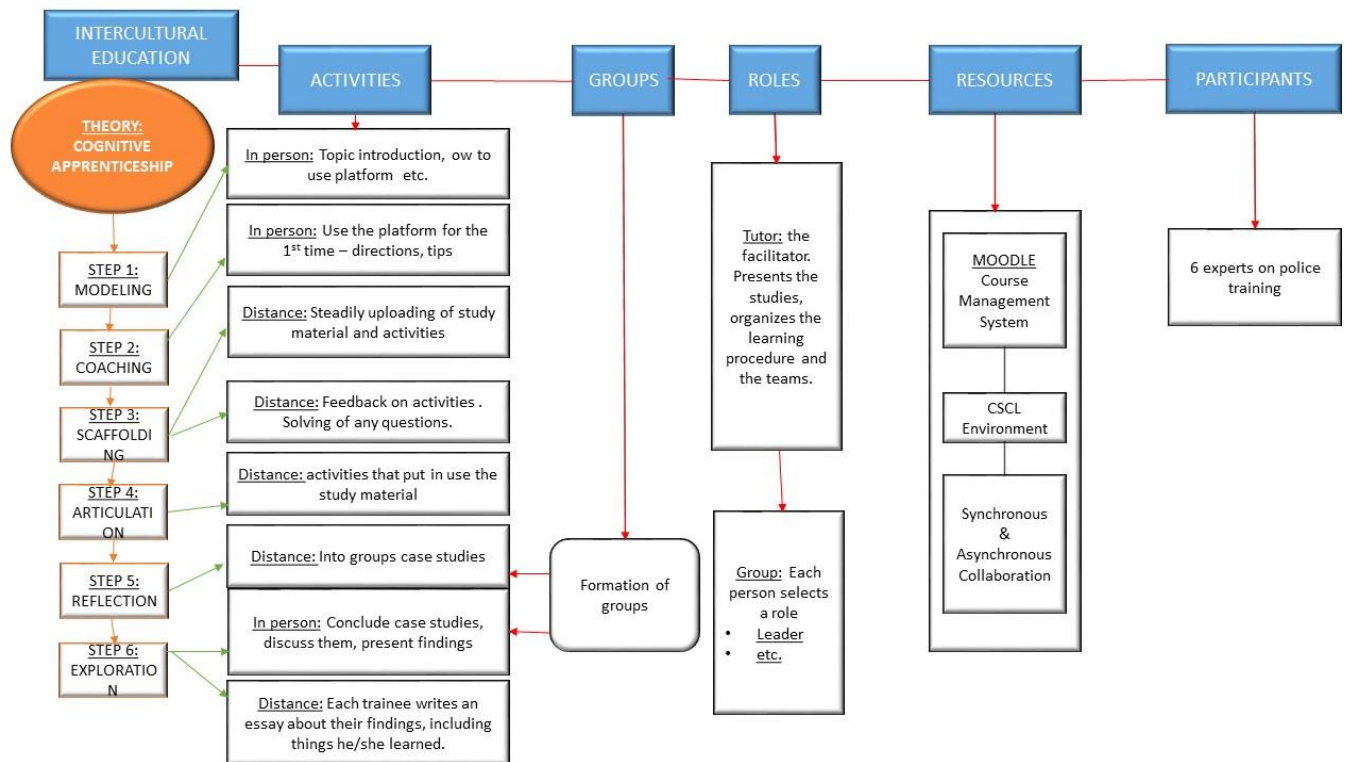 INTERCULTURAL
EDUCATION
ACTIVITIES
GROUPS
ROLES
RESOURCES
PARTICIPANTS
THEORY:
COGNITIVE
APPRENTICESHIP
STEP 1:
MODELING
STEP 2:
COACHING
STEP 3:
SCAFFOLDI
NG
STEP 4:
ARTICULATI
ON
STEP 5:
REFLECTION
STEP 6:
EXPLORATIO
N
In person: Topic introduction, ow to
use platform etc.
In person: Use the platform for the
1st time – directions, tips
Distance: Steadily uploading of study
material and activities
Distance: Feedback on activities .
Solving of any questions.
Distance: activities that put in use the
study material
Distance: Into groups case studies
In person: Conclude case studies,
discuss them, present findings
Distance: Each trainee writes an
essay about their findings, including
things he/she learned.
Formation of
groups
Tutor: the
facilitator.
Presents the
studies,
organizes the
learning
procedure and
the teams.
Group: Each
person selects
a role
• Leader
• etc.
MOODLE
Course
Management
System
CSCL
Environment
Synchronous
&
Asynchronous
Collaboration
6 experts on police
training